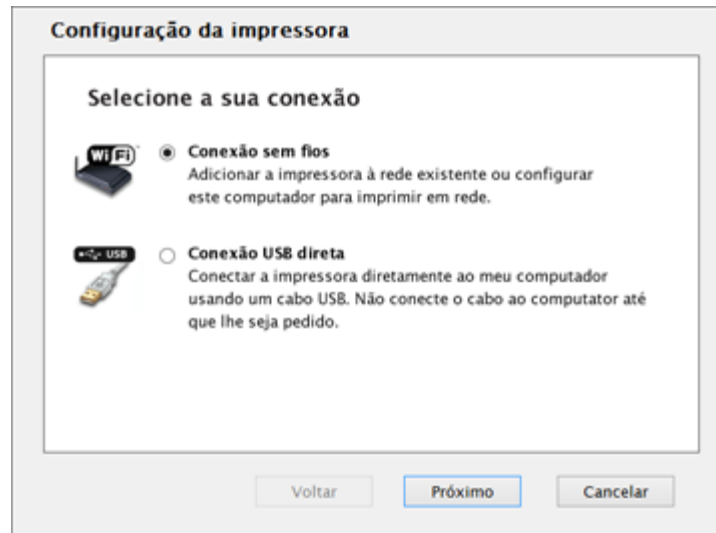 Configuração da impressora
Selecione a sua conexão
WiFi
Conexão sem fios
Adicionar a impressora à rede existente ou configurar
este computador para imprimir em rede.
USB
Conexão USB direta
Conectar a impressora diretamente ao meu computador
usando um cabo USB. Não conecte o cabo ao computator até
que lhe seja pedido.
Voltar
Próximo
Cancelar